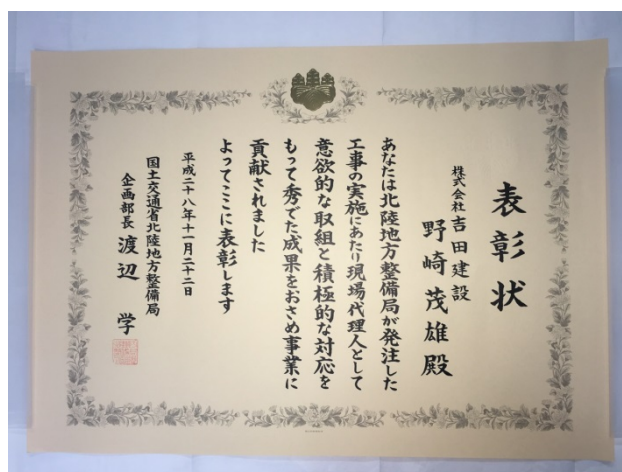 表彰状
株式会社吉田建設
野崎茂雄殿
あなたは北陸地方整備局が発注した
工事の実施にあたり現場代理人として
意欲的な取組と積極的な対応を
もって秀でた成果をおさめ事業に
貢献されました
よってここに表彰します
平成二十八年十一月二十二日
国土交通省北陸地方整備局
企画部長 渡辺 学